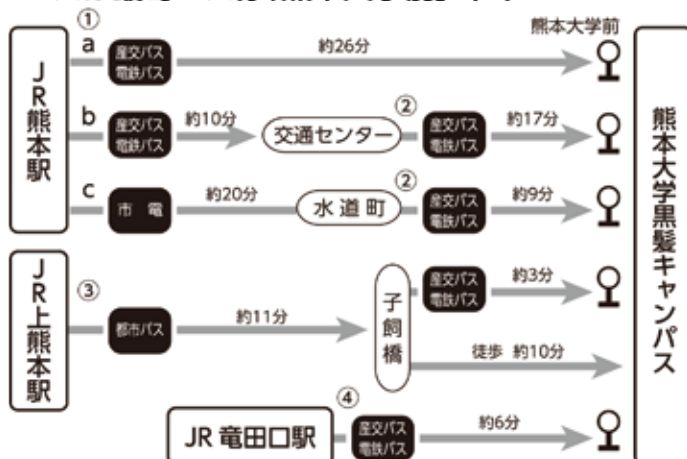 ①
熊本大学前
JR熊本駅
a
産交バス
電鉄バス
約26分
b
産交バス
電鉄バス
約10分
交通センター
②
産交バス
電鉄バス
約17分
c
市電
約20分
水道町
②
産交バス
電鉄バス
約9分
JR上熊本駅
③
都市バス
約11分
子飼橋
産交バス
電鉄バス
約3分
徒歩 約10分
JR 竜田口駅
④
産交バス
電鉄バス
約6分
熊本大学黒髪キャンパス